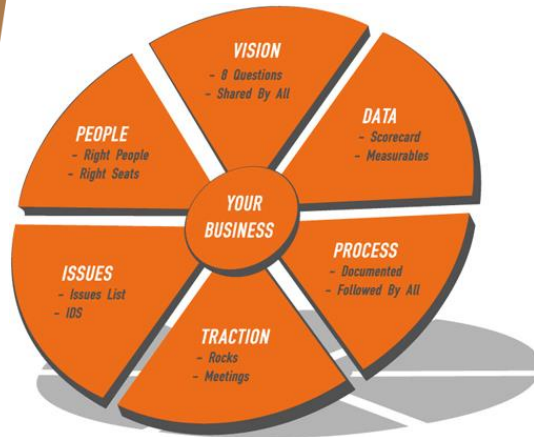 VISION
- 8 Questions
- Shared By All
DATA
- Scorecard
- Measurables
PEOPLE
- Right People
- Right Seats
YOUR
BUSINESS
PROCESS
- Documented
- Followed By All
ISSUES
- Issues List
- IDS
TRACTION
- Rocks
- Meetings